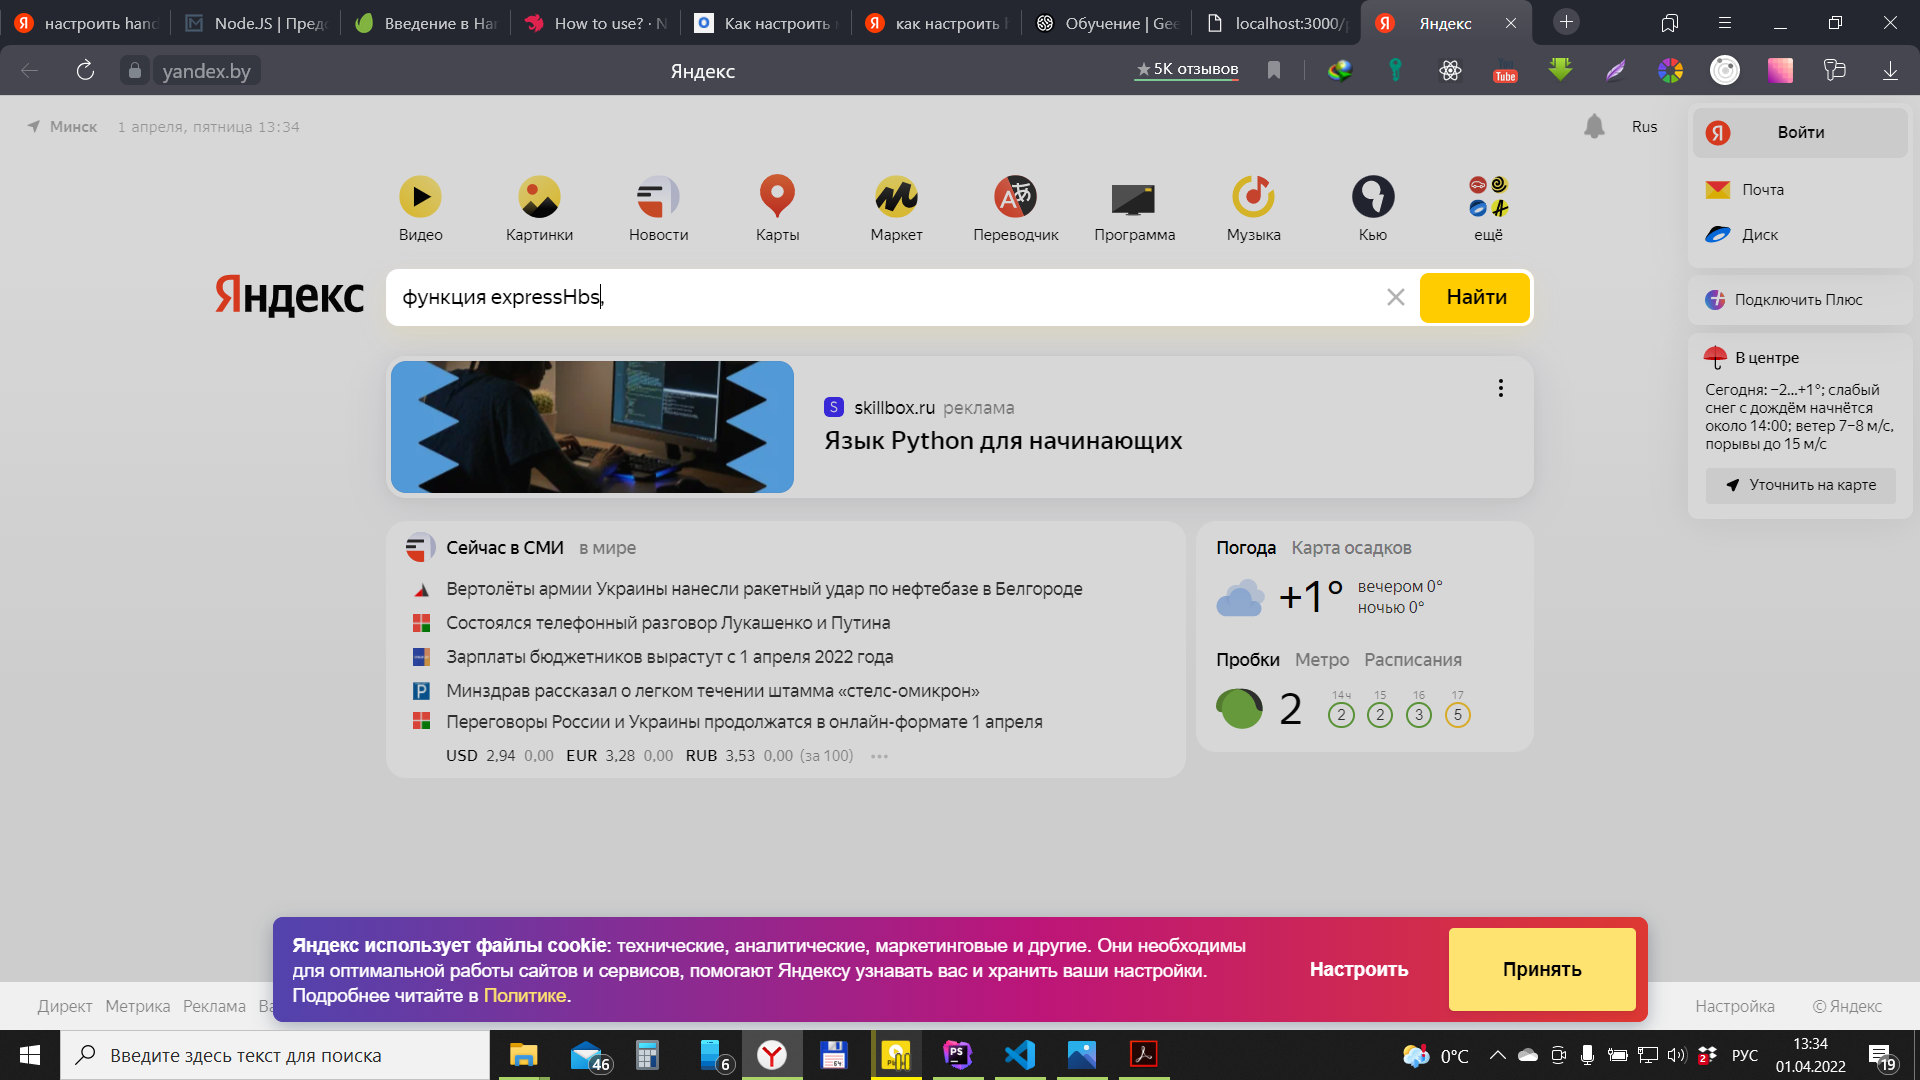 настроить hand
Node.JS | Предс
Введение в Han
How to use? · N
Как настроить
как настроить h
Обучение | Gee
localhost:3000/p
Яндекс
yandex.by
Яндекс
★5K отзывов
Минск 1 апреля, пятница 13:34
Rus
Войти
Почта
Диск
Видео
Картинки
Новости
Карты
Маркет
Переводчик
Программа
Музыка
Кью
ещё
Яндекс
функция expressHbs,
Найти
Подключить Плюс
В центре
Сегодня: −2...+1°; слабый
снег с дождём начнётся
около 14:00; ветер 7−8 м/с,
порывы до 15 м/с
Уточнить на карте
skillbox.ru реклама
Язык Python для начинающих
Сейчас в СМИ в мире
Вертолёты армии Украины нанесли ракетный удар по нефтебазе в Белгороде
Состоялся телефонный разговор Лукашенко и Путина
Зарплаты бюджетников вырастут с 1 апреля 2022 года
Минздрав рассказал о легком течении штамма «стелс-омикрон»
Переговоры России и Украины продолжатся в онлайн-формате 1 апреля
USD 2,94 0,00 EUR 3,28 0,00 RUB 3,53 0,00 (за 100)
Погода Карта осадков
+1°
вечером 0°
ночью 0°
Пробки Метро Расписания
2
14ч 15 16 17
2 2 3 5
Яндекс использует файлы cookie: технические, аналитические, маркетинговые и другие. Они необходимы
для оптимальной работы сайтов и сервисов, помогают Яндексу узнавать вас и хранить ваши настройки.
Подробнее читайте в Политике.
Настроить
Принять
Директ Метрика Реклама Ва
Настройка © Яндекс
Введите здесь текст для поиска
46
6
0°C
РУС
13:34
01.04.2022
19